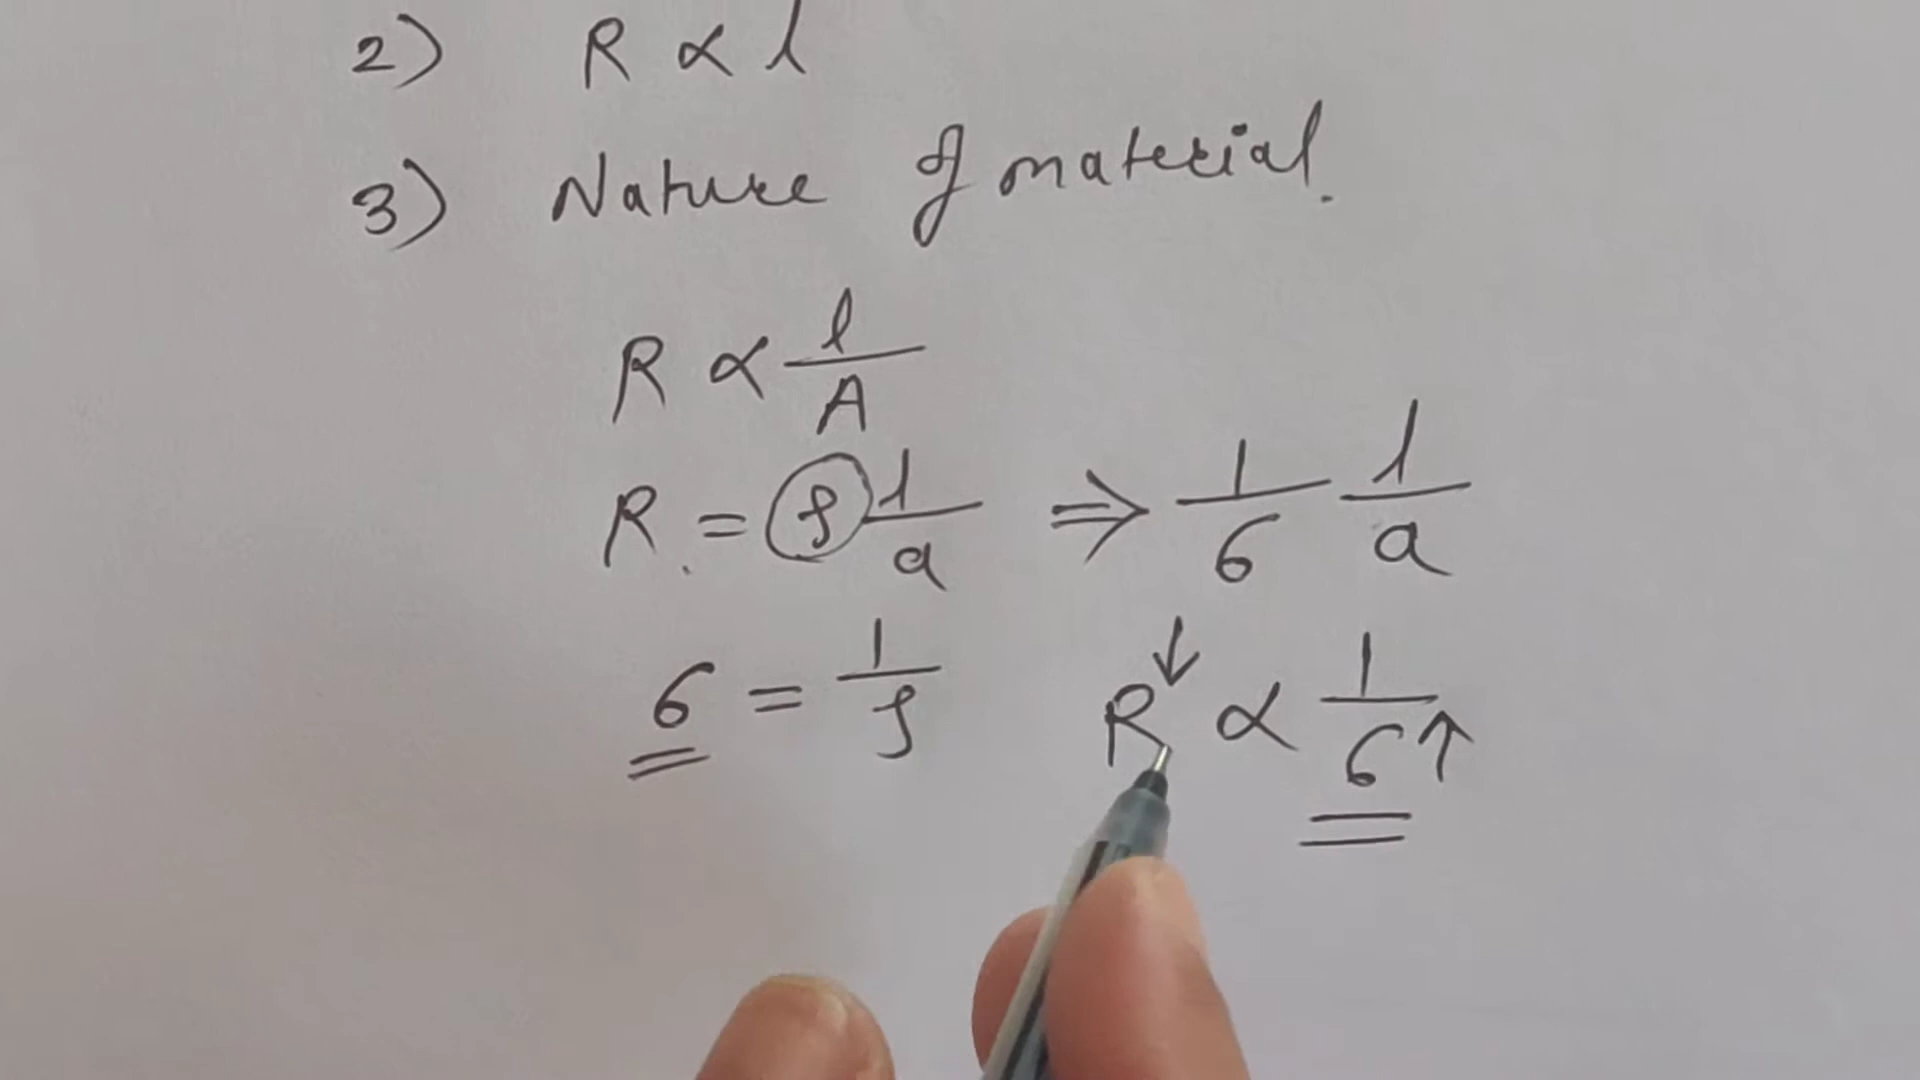 2) R ∝ l
3) Nature of material.
R ∝ l/A
R = ρ l/a ⇒ 1/σ l/a
σ = 1/ρ R↓ ∝ 1/σ↑